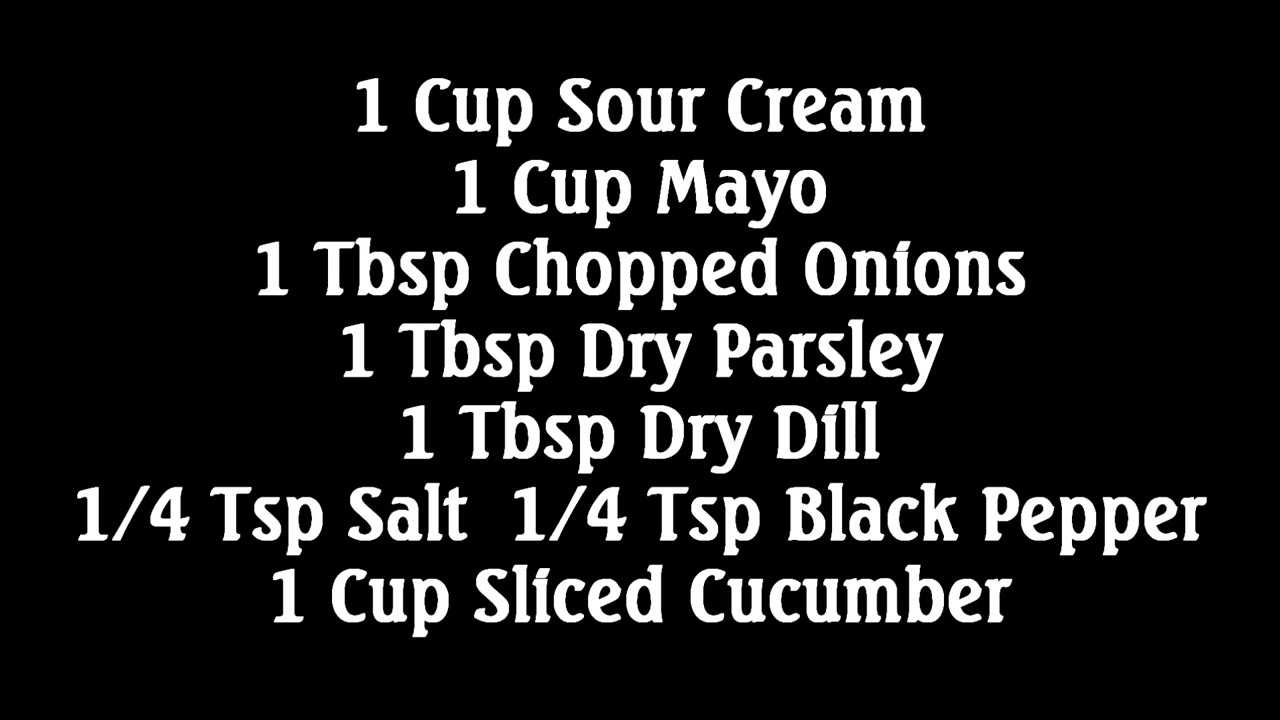 1 Cup Sour Cream
1 Cup Mayo
1 Tbsp Chopped Onions
1 Tbsp Dry Parsley
1 Tbsp Dry Dill
1/4 Tsp Salt  1/4 Tsp Black Pepper
1 Cup Sliced Cucumber